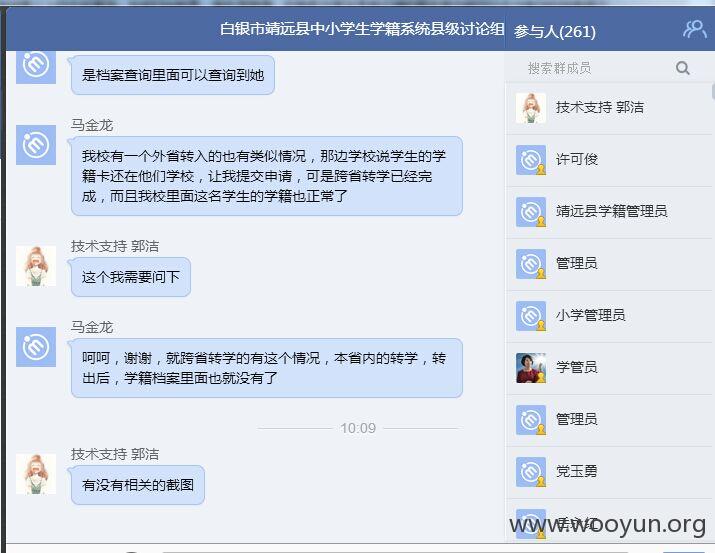 白银市靖远县中小学生学籍系统县级讨论组
参与人(261)
搜索群成员
是档案查询里面可以查询到她
马金龙
我校有一个外省转入的也有类似情况，那边学校说学生的学
籍卡还在他们学校，让我提交申请，可是跨省转学已经完
成，而且我校里面这名学生的学籍也正常了
技术支持 郭洁
这个我需要问下
马金龙
呵呵，谢谢，就跨省转学的有这个情况，本省内的转学，转
出后，学籍档案里面也就没有了
10:09
技术支持 郭洁
有没有相关的截图
技术支持 郭洁
许可俊
靖远县学籍管理员
管理员
小学管理员
学管员
管理员
党玉勇
www.wooyun.org